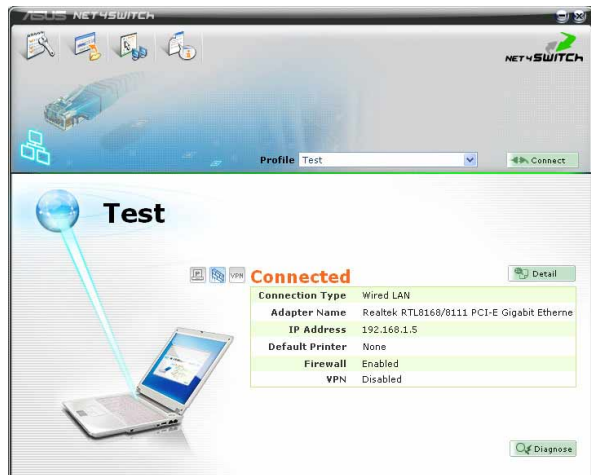 ASUS NET4SWITCH
NET4SWITCH
Profile Test
Connect
Test
VPN Connected
Detail
Connection Type Wired LAN
Adapter Name Realtek RTL8168/8111 PCI-E Gigabit Etherne
IP Address 192.168.1.5
Default Printer None
Firewall Enabled
VPN Disabled
Diagnose